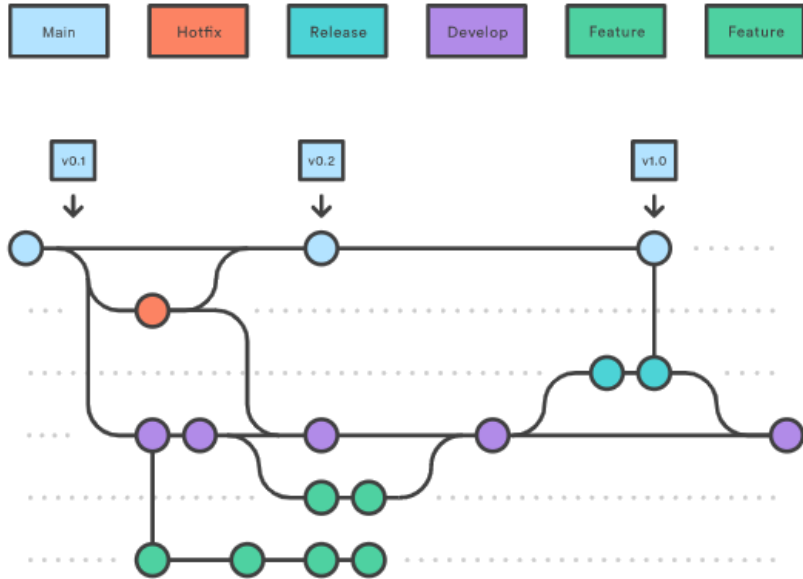 Main
Hotfix
Release
Develop
Feature
Feature
v0.1
v0.2
v1.0